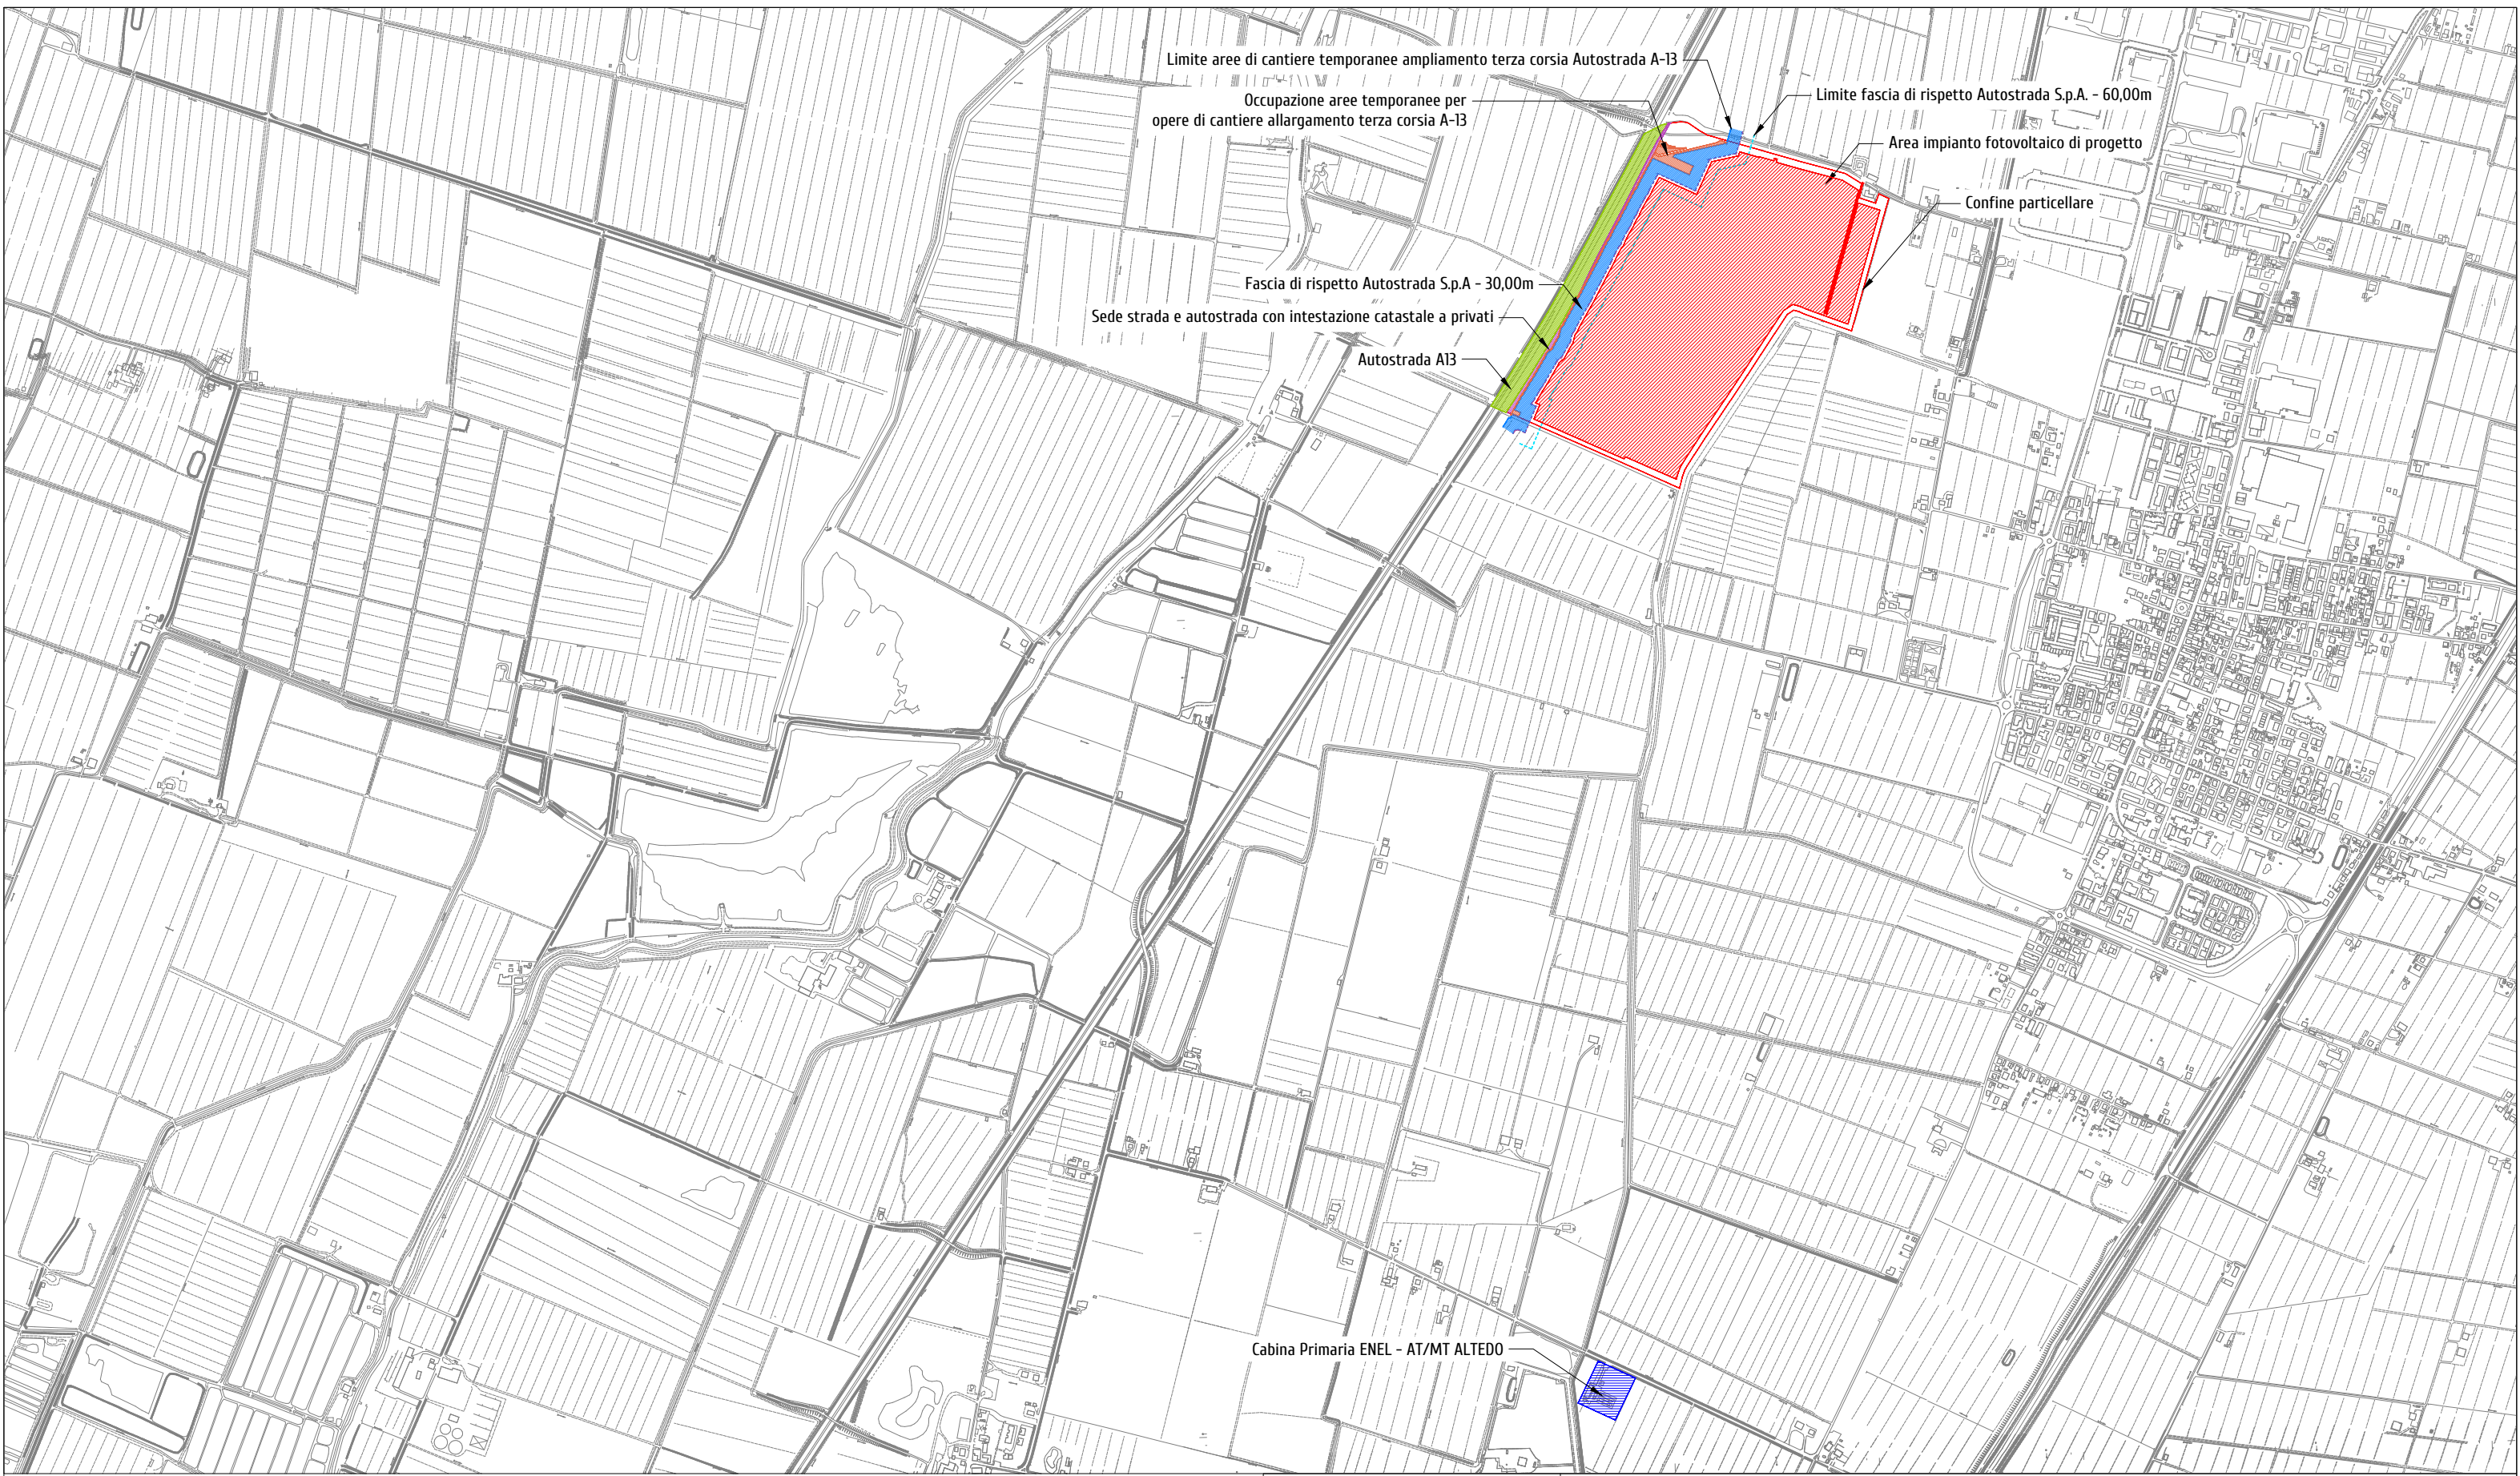 Limite aree di cantiere temporanee ampliamento terza corsia Autostrada A-13
Occupazione aree temporanee per
opere di cantiere allargamento terza corsia A-13
Limite fascia di rispetto Autostrada S.p.A. - 60,00m
Area impianto fotovoltaico di progetto
Confine particellare
Fascia di rispetto Autostrada S.p.A - 30,00m
Sede strada e autostrada con intestazione catastale a privati
Autostrada A13
Cabina Primaria ENEL - AT/MT ALTEDO